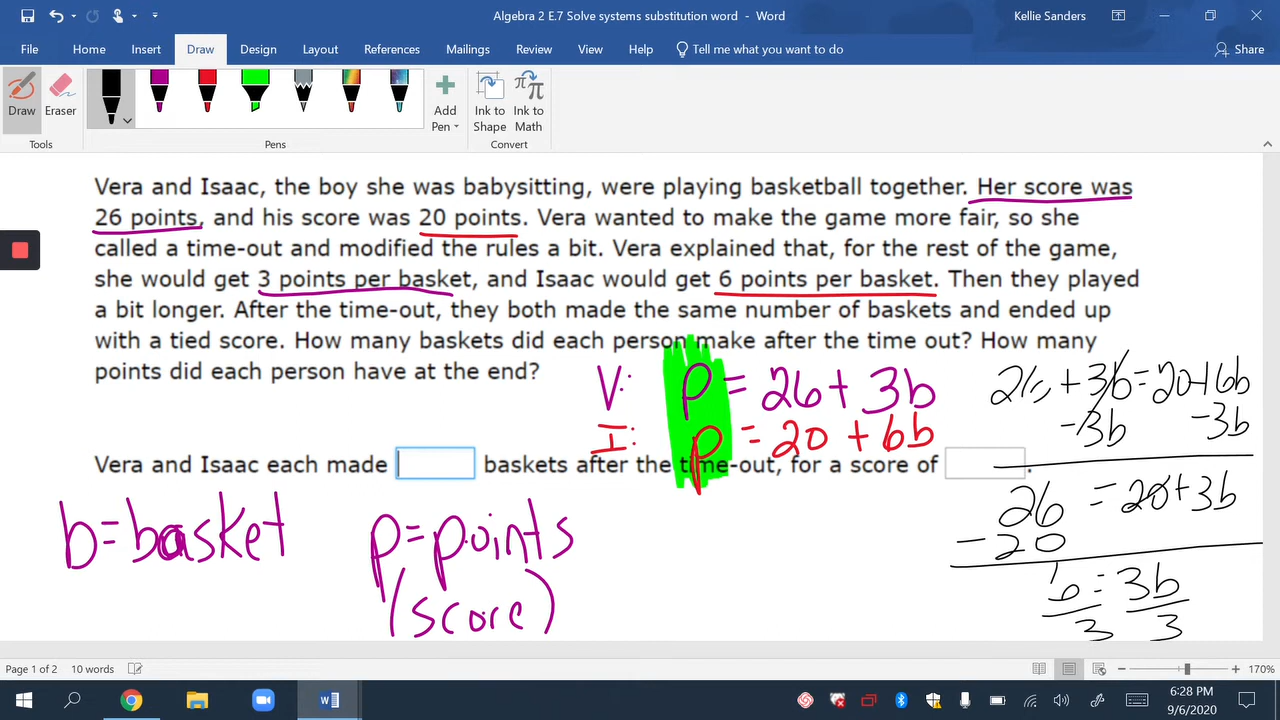 Algebra 2 E.7 Solve systems substitution word - Word
Kellie Sanders
File Home Insert Draw Design Layout References Mailings Review View Help Tell me what you want to do Share
Draw Eraser Add Pen Ink to Shape Ink to Math
Tools Pens Convert
Vera and Isaac, the boy she was babysitting, were playing basketball together. Her score was
26 points, and his score was 20 points. Vera wanted to make the game more fair, so she
called a time-out and modified the rules a bit. Vera explained that, for the rest of the game,
she would get 3 points per basket, and Isaac would get 6 points per basket. Then they played
a bit longer. After the time-out, they both made the same number of baskets and ended up
with a tied score. How many baskets did each person make after the time out? How many
points did each person have at the end?
V: p = 26 + 3b
I: p = 20 + 6b
26 + 3b = 20 + 6b
-3b -3b
Vera and Isaac each made baskets after the time-out, for a score of .
26 = 20 + 3b
-20
6 = 3b
3 3
b = basket
p = points
(score)
Page 1 of 2 10 words 170%
6:28 PM
9/6/2020